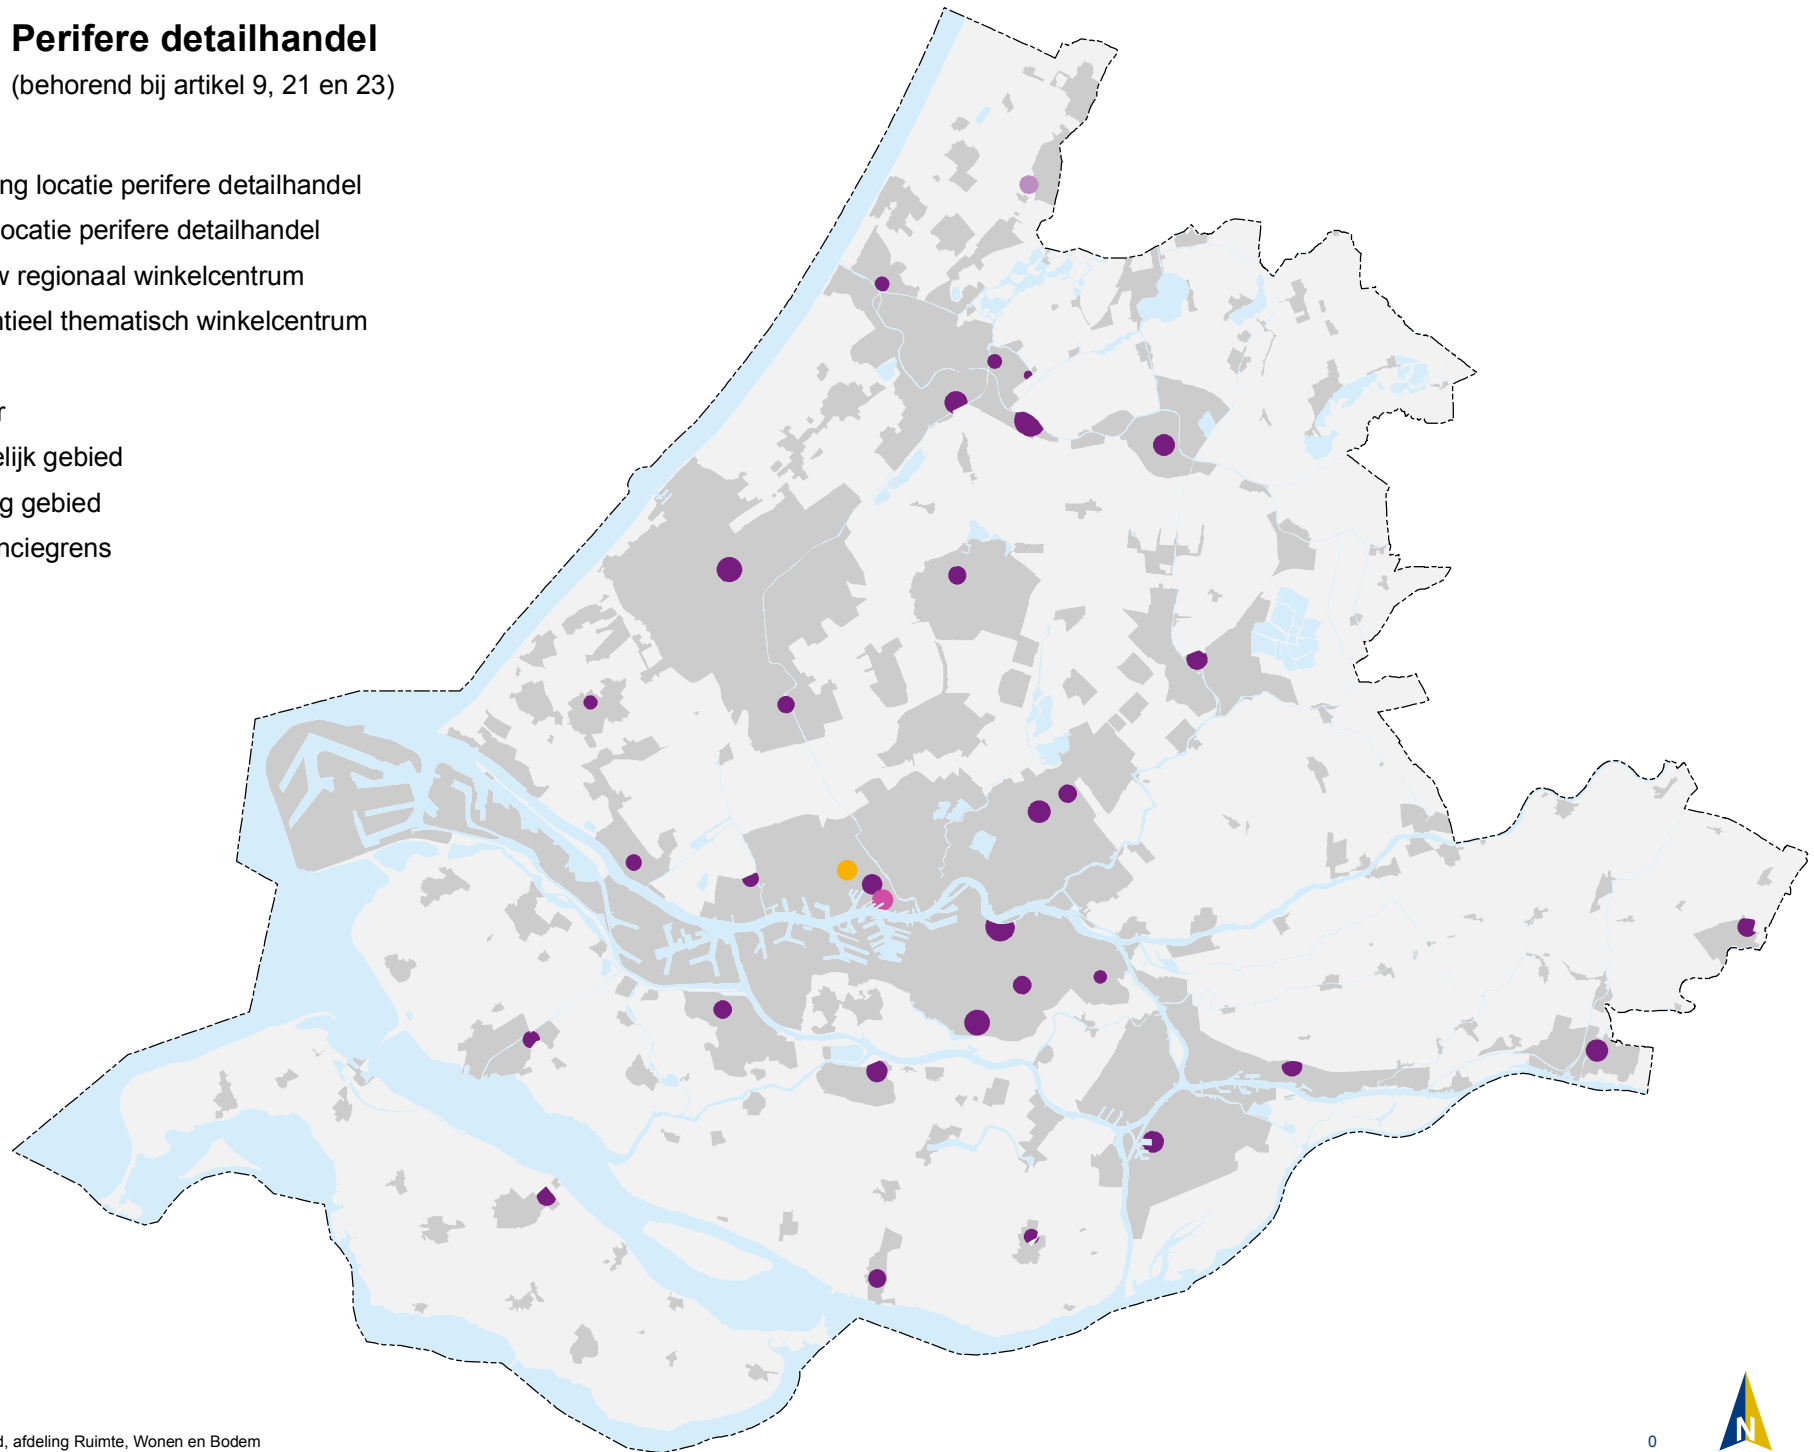 Perifere detailhandel
(behorend bij artikel 9, 21 en 23)
ng locatie perifere detailhandel
ocatie perifere detailhandel
w regionaal winkelcentrum
ntieel thematisch winkelcentrum
r
elijk gebied
g gebied
nciegrens
d, afdeling Ruimte, Wonen en Bodem
0
N